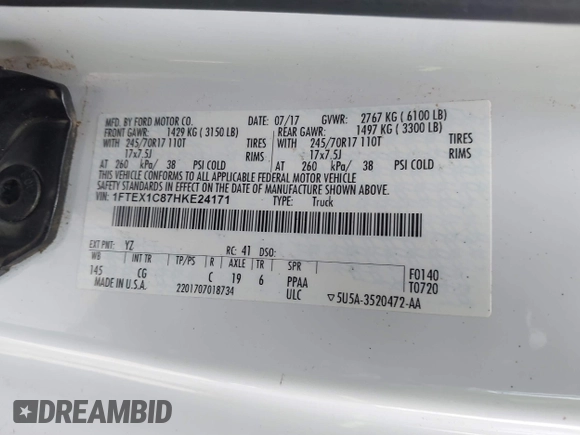 MFD. BY FORD MOTOR CO. DATE: 07/17 GVWR: 2767 KG ( 6100 LB)
FRONT GAWR: 1429 KG ( 3150 LB) REAR GAWR: 1497 KG ( 3300 LB)
WITH 245/70R17 110T TIRES WITH 245/70R17 110T TIRES
17x7.5J RIMS 17x7.5J RIMS
AT 260 kPa/ 38 PSI COLD AT 260 kPa/ 38 PSI COLD
THIS VEHICLE CONFORMS TO ALL APPLICABLE FEDERAL MOTOR VEHICLE
SAFETY AND THEFT PREVENTION STANDARDS IN EFFECT ON THE DATE OF
MANUFACTURE SHOWN ABOVE.
VIN: 1FTEX1C87HKE24171 TYPE: Truck
EXT PNT: YZ RC: 41 DSO:
WB INT TR TP/PS R AXLE TR SPR F0140
145 CG C 19 6 PPAA T0720
MADE IN U.S.A. 2201707018734 ULC ▽5U5A-3520472-AA
DREAMBID